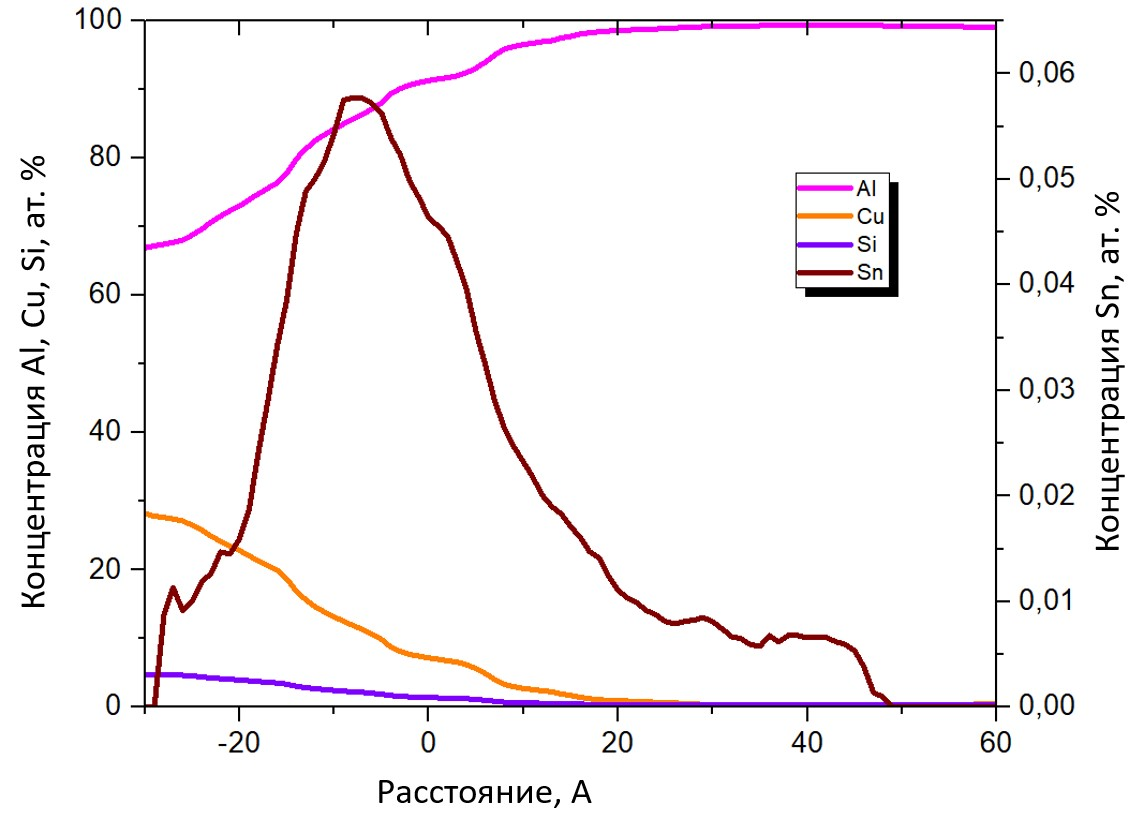 Концентрация Al, Cu, Si, ат. %
100
80
60
40
20
0
-20
0
20
40
60
Расстояние, А
Al
Cu
Si
Sn
0,06
0,05
0,04
0,03
0,02
0,01
0,00
Концентрация Sn, ат. %